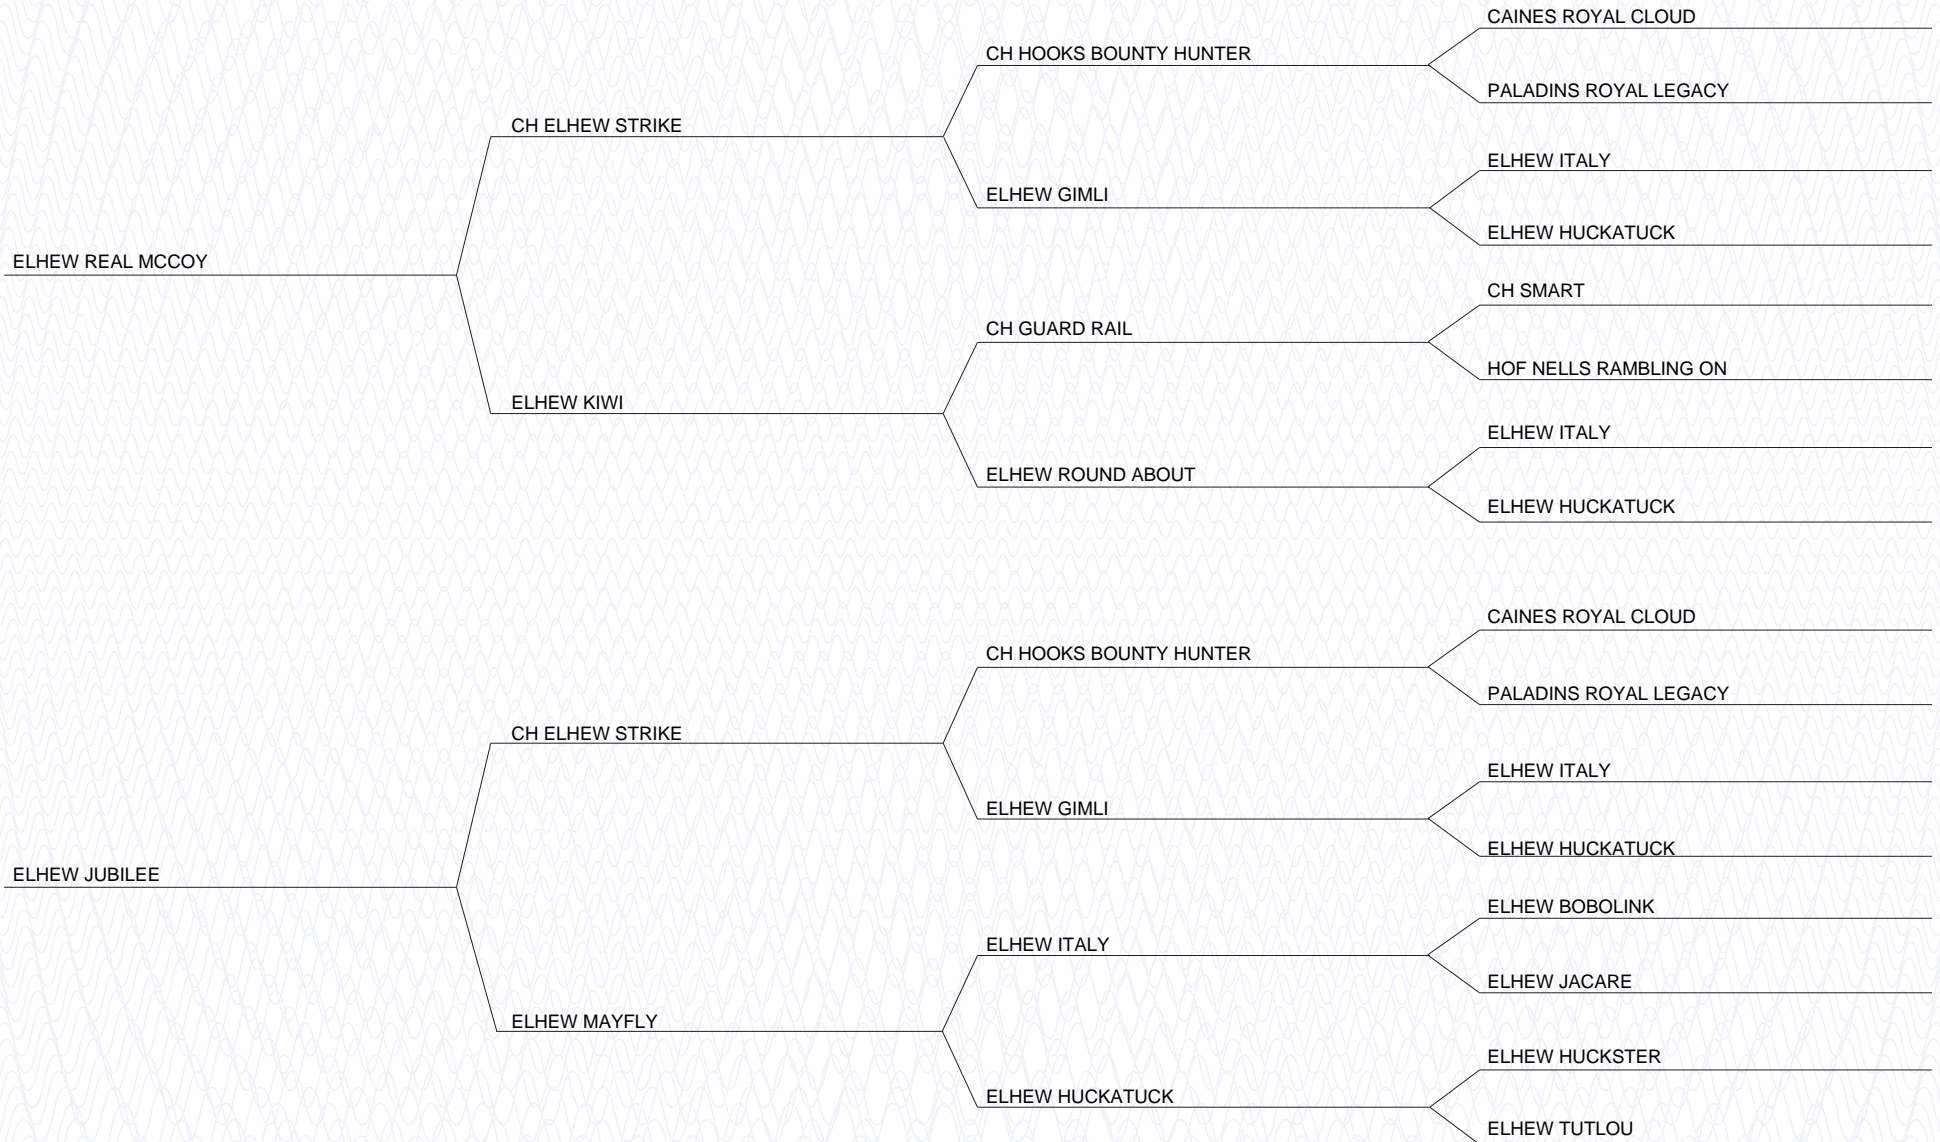 CAINES ROYAL CLOUD
CH HOOKS BOUNTY HUNTER
PALADINS ROYAL LEGACY
CH ELHEW STRIKE
ELHEW ITALY
ELHEW GIMLI
ELHEW HUCKATUCK
ELHEW REAL MCCOY
CH SMART
CH GUARD RAIL
HOF NELLS RAMBLING ON
ELHEW KIWI
ELHEW ITALY
ELHEW ROUND ABOUT
ELHEW HUCKATUCK
CAINES ROYAL CLOUD
CH HOOKS BOUNTY HUNTER
PALADINS ROYAL LEGACY
CH ELHEW STRIKE
ELHEW ITALY
ELHEW GIMLI
ELHEW HUCKATUCK
ELHEW JUBILEE
ELHEW BOBOLINK
ELHEW ITALY
ELHEW JACARE
ELHEW MAYFLY
ELHEW HUCKSTER
ELHEW HUCKATUCK
ELHEW TUTLOU